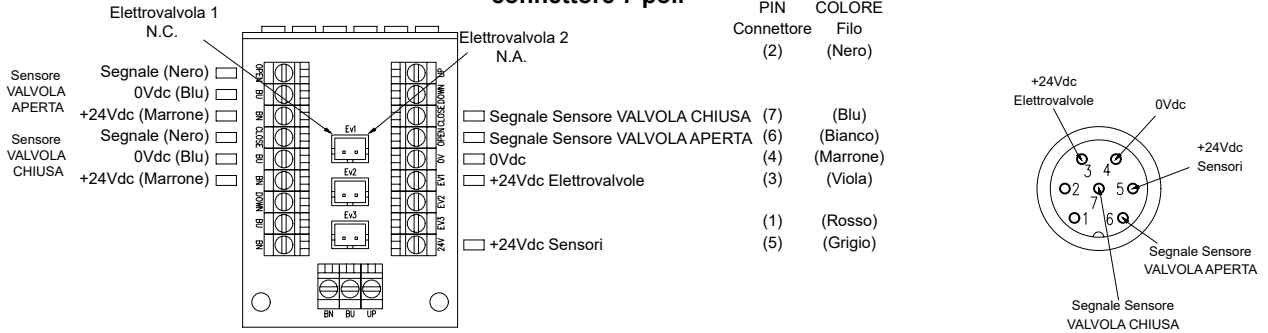 connettore 7 poli
Elettrovalvola 1
N.C.
Elettrovalvola 2
N.A.
PIN
Connettore
COLORE
Filo
(2) (Nero)
Sensore
VALVOLA
APERTA
Segnale (Nero)
0Vdc (Blu)
+24Vdc (Marrone)
Sensore
VALVOLA
CHIUSA
Segnale (Nero)
0Vdc (Blu)
+24Vdc (Marrone)
OPEN
BU
BN
CLOSE
BU
BN
DOWN
BU
BN
Ev1
Ev2
Ev3
UP
DOWN
CLOSE
OPEN
0V
EV1
EV2
EV3
24V
BN BU UP
Segnale Sensore VALVOLA CHIUSA (7) (Blu)
Segnale Sensore VALVOLA APERTA (6) (Bianco)
0Vdc (4) (Marrone)
+24Vdc Elettrovalvole (3) (Viola)
(1) (Rosso)
+24Vdc Sensori (5) (Grigio)
+24Vdc
Elettrovalvole
0Vdc
+24Vdc
Sensori
3 4
2 5
7
1 6
Segnale Sensore
VALVOLA APERTA
Segnale Sensore
VALVOLA CHIUSA